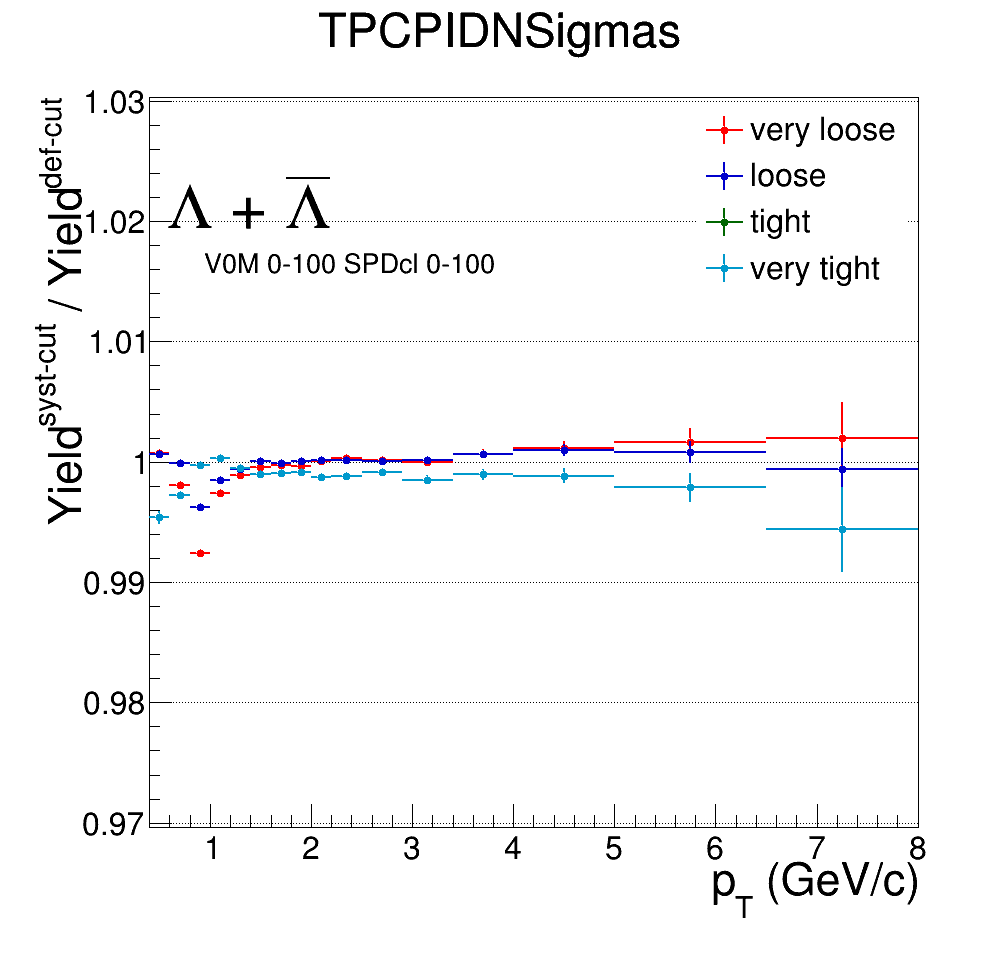 TPCPIDNSigmas
Yield^syst-cut / Yield^def-cut
1.03
1.02
1.01
1
0.99
0.98
0.97
Λ + Λ̅
V0M 0-100 SPDcl 0-100
very loose
loose
tight
very tight
1 2 3 4 5 6 7 8
p_T (GeV/c)